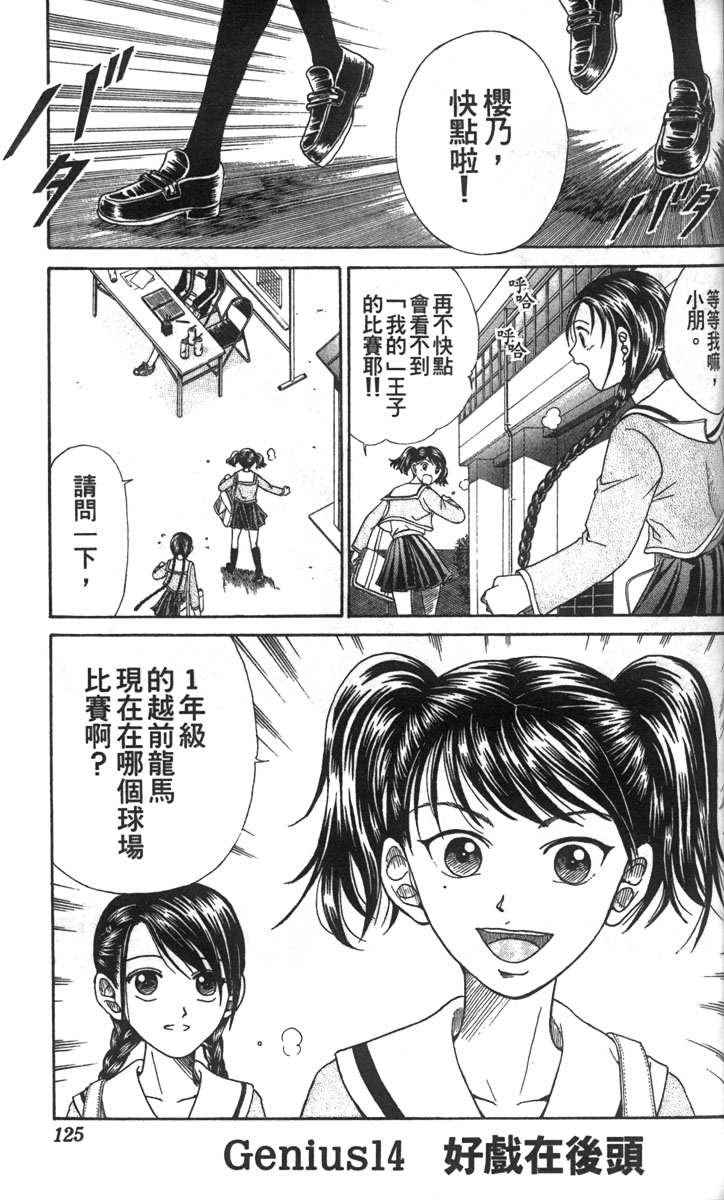 櫻乃，
快點啦！
バタ
バタ
等等我嘛，
小朋。
呼哈
呼哈
再不快點
會看不到
「我的」王子
的比賽耶!!
請問一下，
1年級
的越前龍馬
現在在哪個球場
比賽啊？
125
Genius14 好戲在後頭